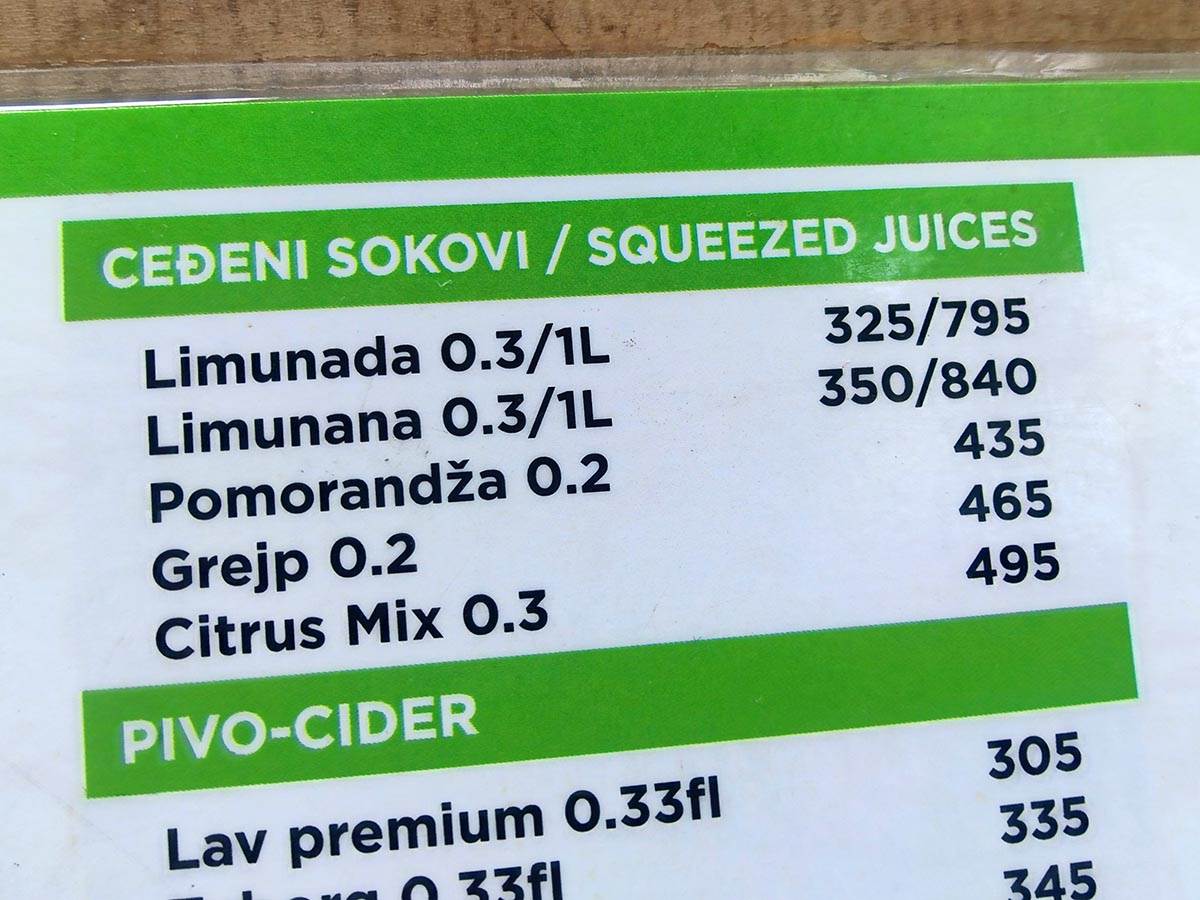 CEĐENI SOKOVI / SQUEEZED JUICES
Limunada 0.3/1L 325/795
Limunana 0.3/1L 350/840
Pomorandža 0.2 435
Grejp 0.2 465
Citrus Mix 0.3 495
PIVO-CIDER
Lav premium 0.33fl 305
0.33fl 335
345